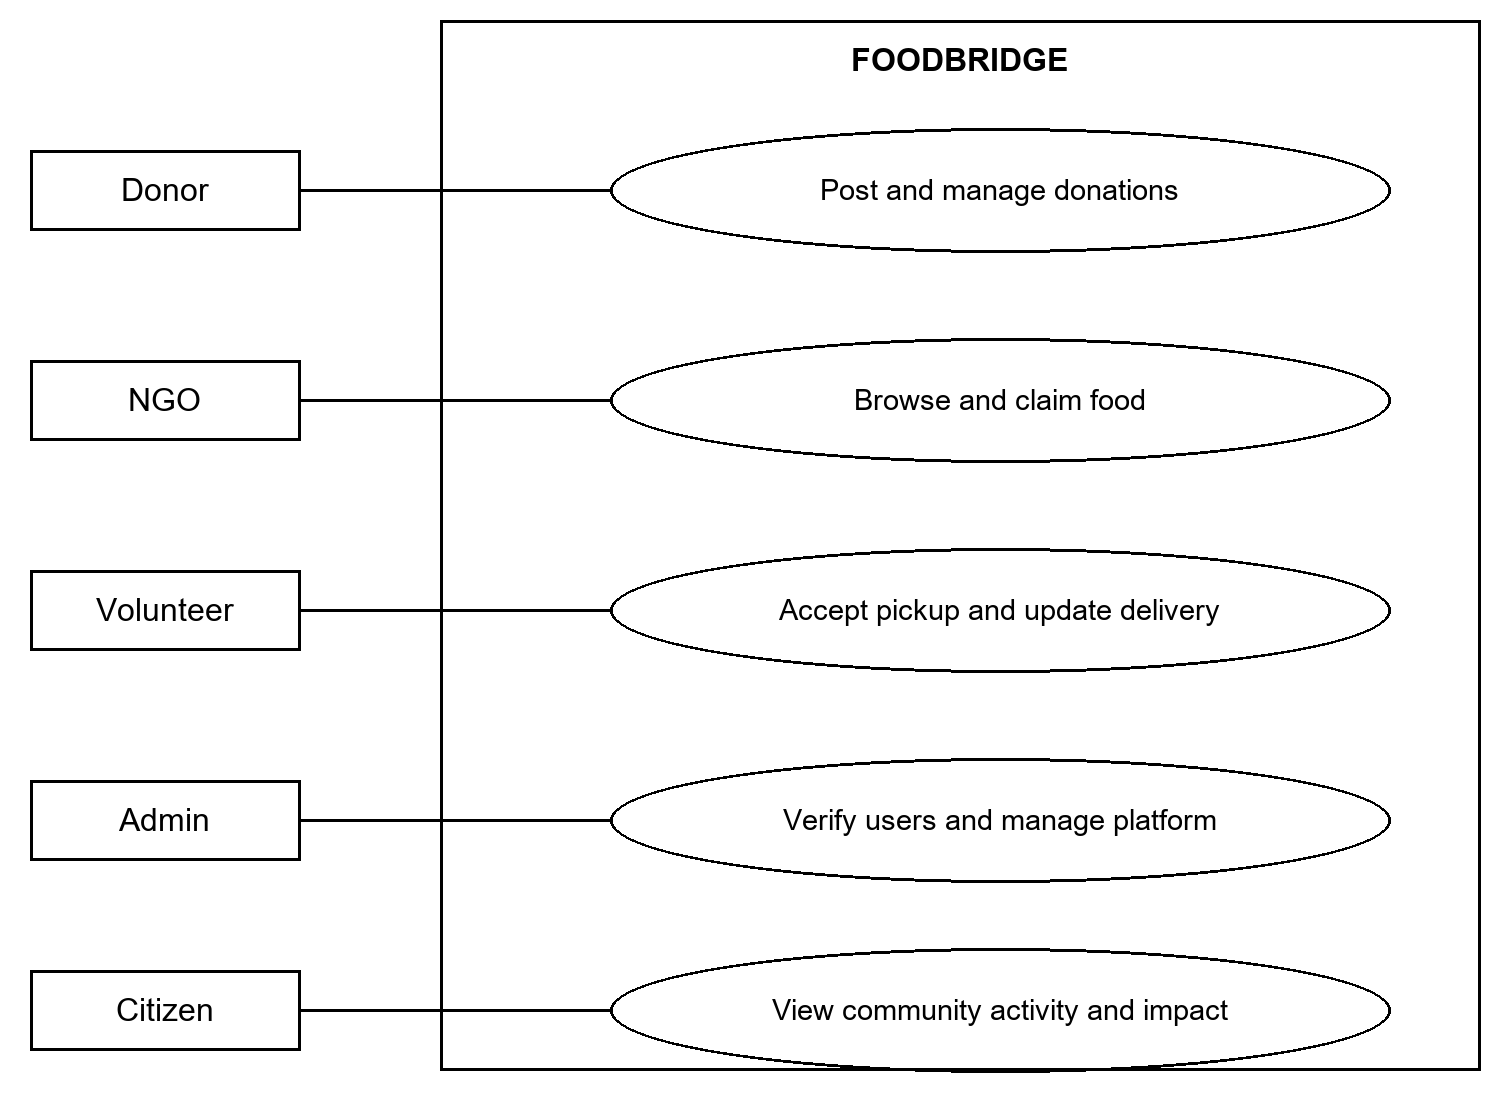 FOODBRIDGE
Donor
Post and manage donations
NGO
Browse and claim food
Volunteer
Accept pickup and update delivery
Admin
Verify users and manage platform
Citizen
View community activity and impact